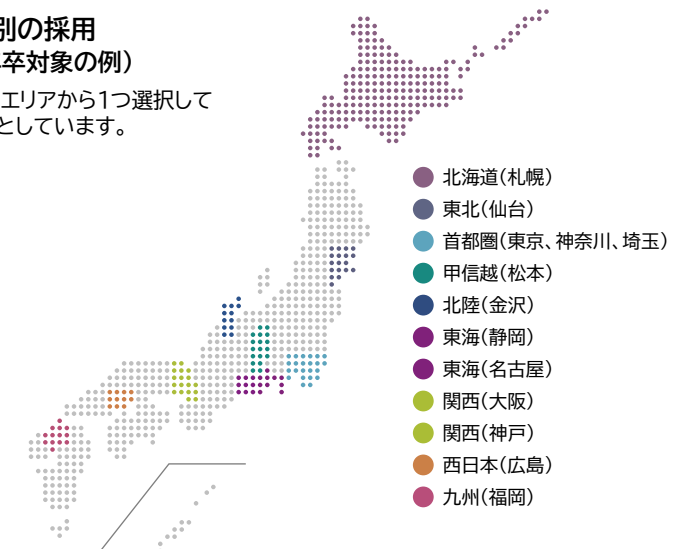 別の採用
卒対象の例）
エリアから1つ選択して
としています。
北海道（札幌）
東北（仙台）
首都圏（東京、神奈川、埼玉）
甲信越（松本）
北陸（金沢）
東海（静岡）
東海（名古屋）
関西（大阪）
関西（神戸）
西日本（広島）
九州（福岡）